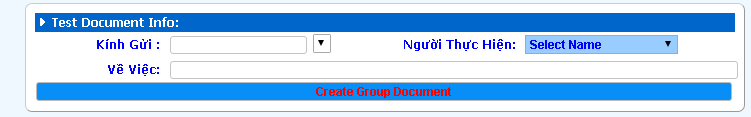 Test Document Info:
Kính Gửi : Người Thực Hiện: Select Name
Về Việc:
Create Group Document